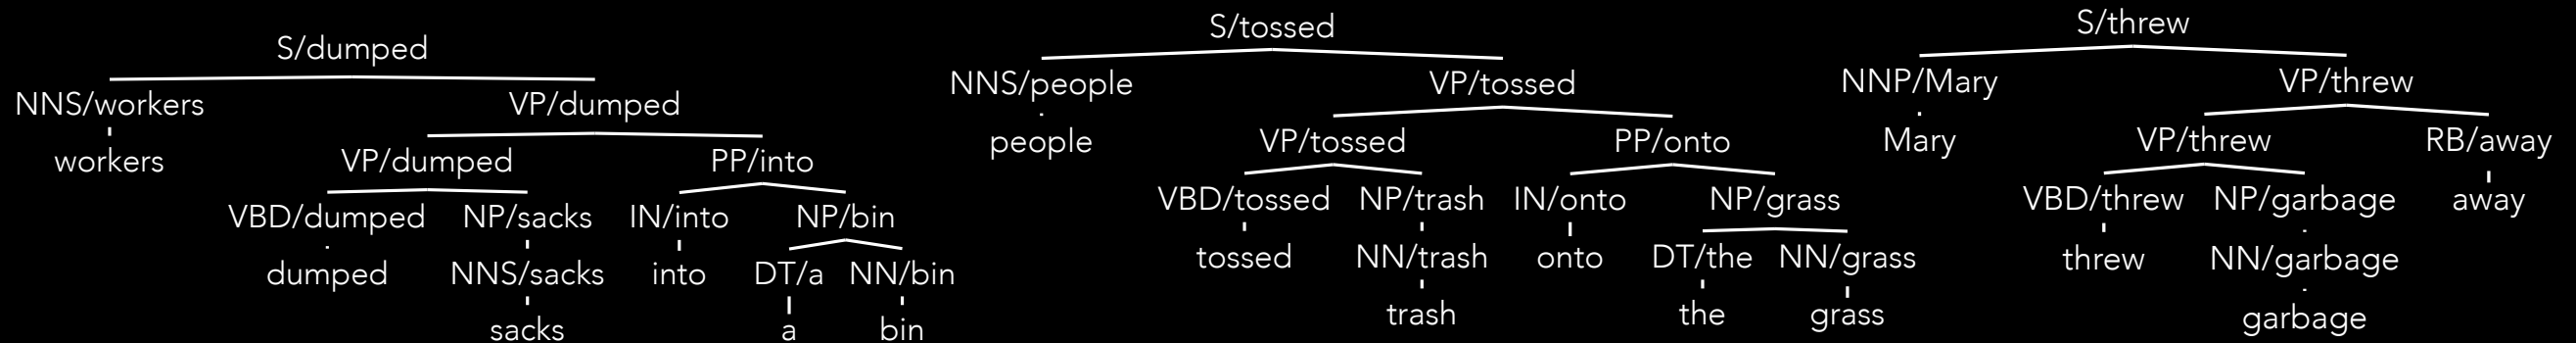 S/dumped
NNS/workers VP/dumped
workers VP/dumped PP/into
VBD/dumped NP/sacks IN/into NP/bin
dumped NNS/sacks into DT/a NN/bin
sacks a bin
S/tossed
NNS/people VP/tossed
people VP/tossed PP/onto
VBD/tossed NP/trash IN/onto NP/grass
tossed NN/trash onto DT/the NN/grass
trash the grass
S/threw
NNP/Mary VP/threw
Mary VP/threw RB/away
VBD/threw NP/garbage away
threw NN/garbage
garbage